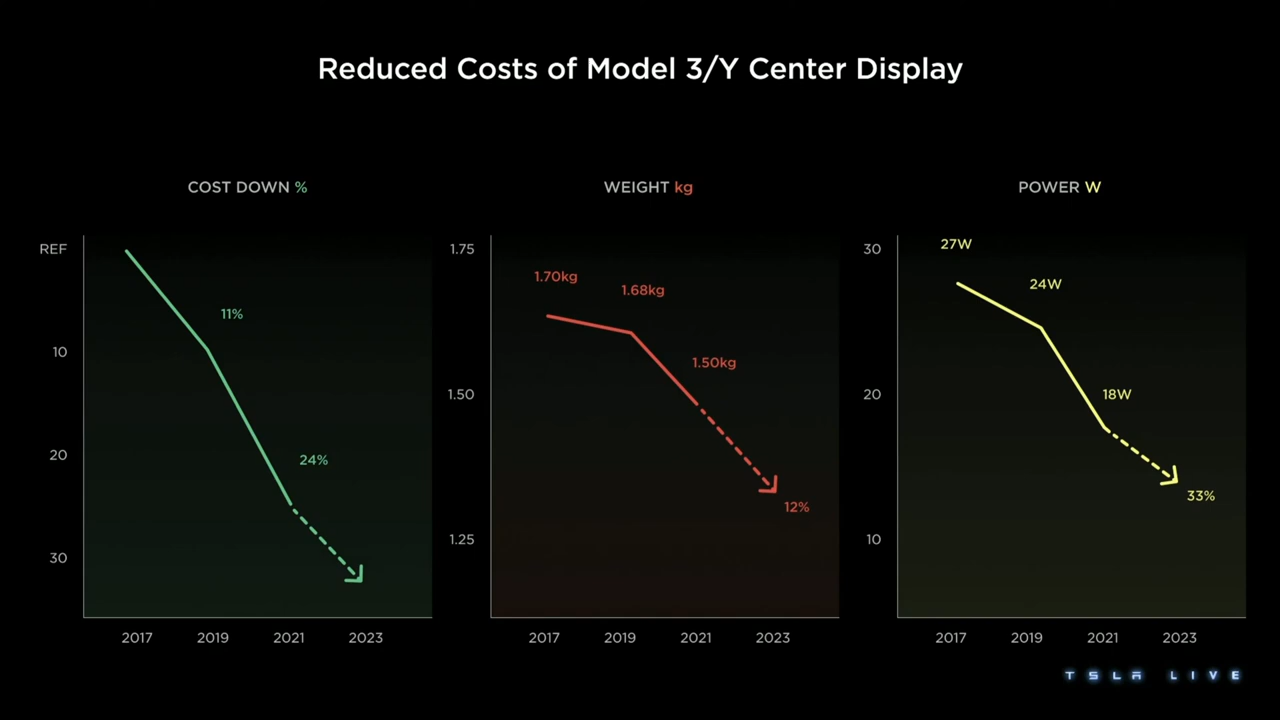 Reduced Costs of Model 3/Y Center Display
COST DOWN %
REF
10
20
30
11%
24%
2017 2019 2021 2023
WEIGHT kg
1.75
1.50
1.25
1.70kg
1.68kg
1.50kg
12%
2017 2019 2021 2023
POWER W
30
20
10
27W
24W
18W
33%
2017 2019 2021 2023
TSLA LIVE